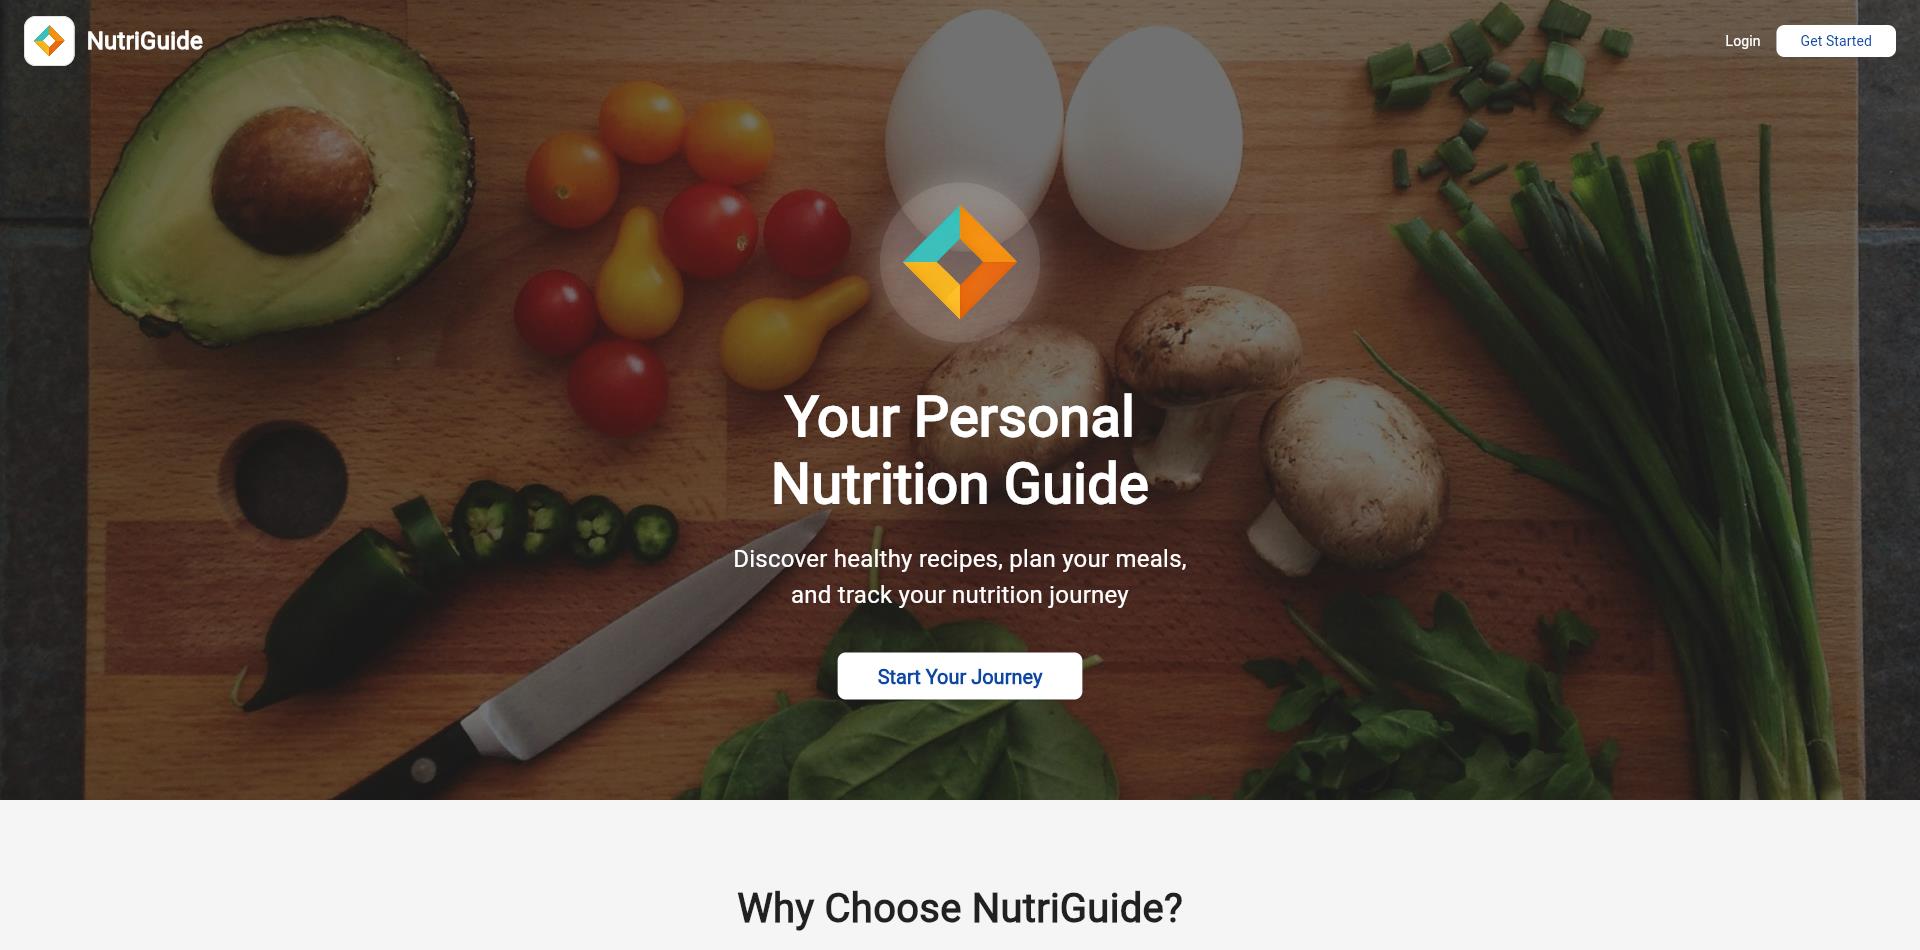 NutriGuide
Login
Get Started
Your Personal
Nutrition Guide
Discover healthy recipes, plan your meals,
and track your nutrition journey
Start Your Journey
Why Choose NutriGuide?